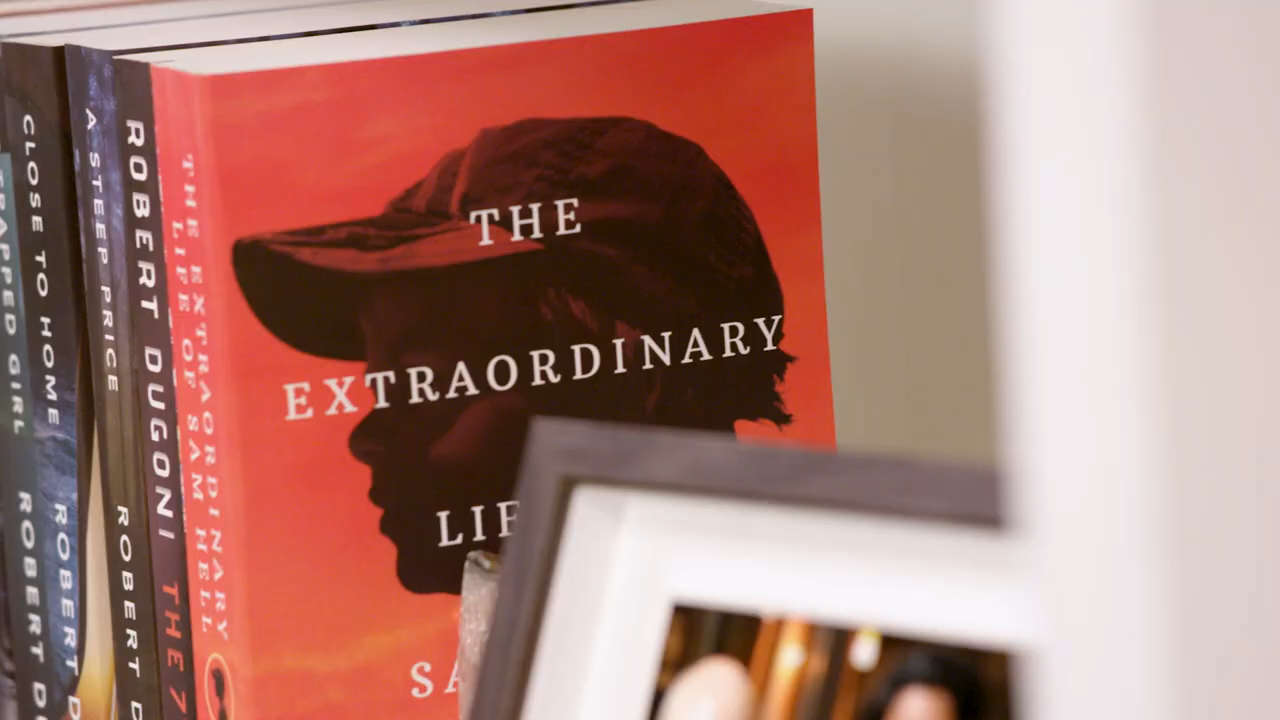 TRAPPED GIRL
ROBERT D
CLOSE TO HOME
ROBERT D
A STEEP PRICE
ROBERT D
ROBERT DUGONI THE 7
THE EXTRAORDINARY
LIFE OF SAM HELL
THE
EXTRAORDINARY
LIF
SA